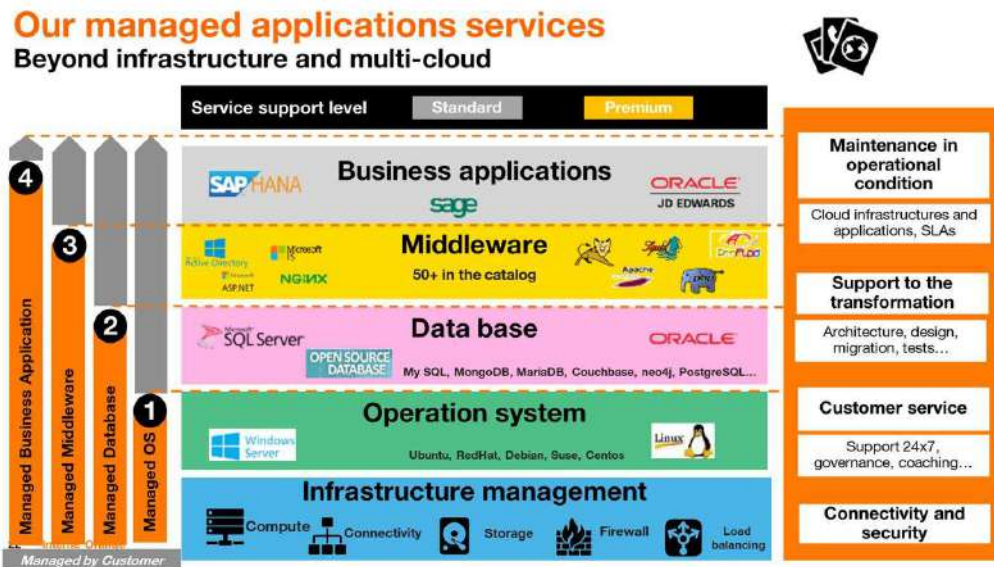 Our managed applications services
Beyond infrastructure and multi-cloud
Service support level
Standard
Premium
4
3
2
1
Managed Business Application
Managed Middleware
Managed Database
Managed OS
Managed by Customer
Business applications
SAP HANA
sage
ORACLE
JD EDWARDS
Middleware
50+ in the catalog
Active Directory
Microsoft
IIS
Microsoft
ASP.NET
NGINX
Apache
php
Data base
Microsoft
SQL Server
OPEN SOURCE
DATABASE
ORACLE
My SQL, MongoDB, MariaDB, Couchbase, neo4j, PostgreSQL...
Operation system
Windows
Server
Ubuntu, RedHat, Debian, Suse, Centos
Linux
Infrastructure management
Compute
Connectivity
Storage
Firewall
Load
balancing
Maintenance in
operational
condition
Cloud infrastructures and
applications, SLAs
Support to the
transformation
Architecture, design,
migration, tests...
Customer service
Support 24x7,
governance, coaching...
Connectivity and
security